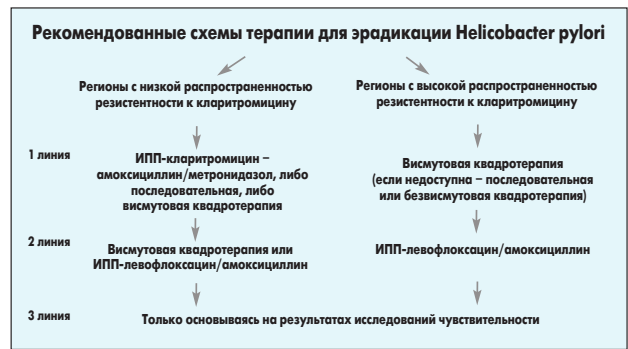 Рекомендованные схемы терапии для эрадикации Helicobacter pylori
Регионы с низкой распространенностью
резистентности к кларитромицину
Регионы с высокой распространенностью
резистентности к кларитромицину
1 линия
ИПП-кларитромицин –
амоксициллин/метронидазол, либо
последовательная, либо
висмутовая квадротерапия
Висмутовая квадротерапия
(если недоступна – последовательная
или безвисмутовая квадротерапия)
2 линия
Висмутовая квадротерапия или
ИПП-левофлоксацин/амоксициллин
ИПП-левофлоксацин/амоксициллин
3 линия
Только основываясь на результатах исследований чувствительности